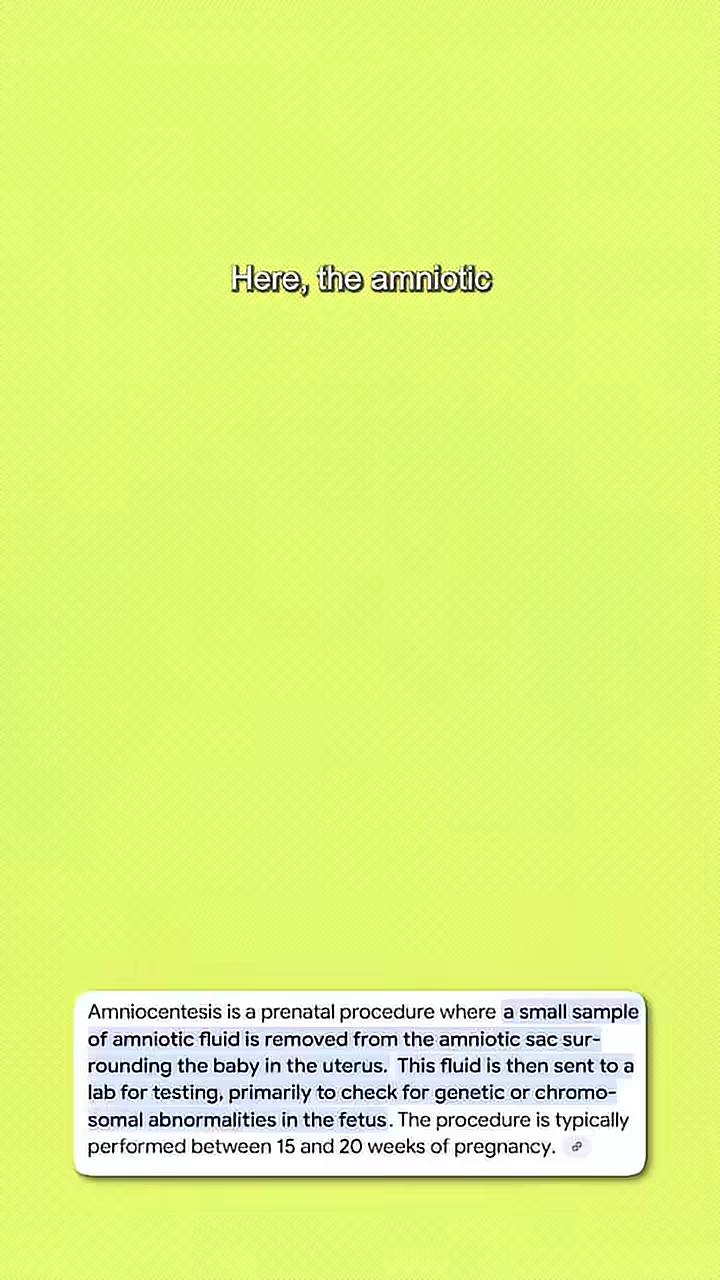 Here, the amniotic
Amniocentesis is a prenatal procedure where a small sample
of amniotic fluid is removed from the amniotic sac sur-
rounding the baby in the uterus. This fluid is then sent to a
lab for testing, primarily to check for genetic or chromo-
somal abnormalities in the fetus. The procedure is typically
performed between 15 and 20 weeks of pregnancy.